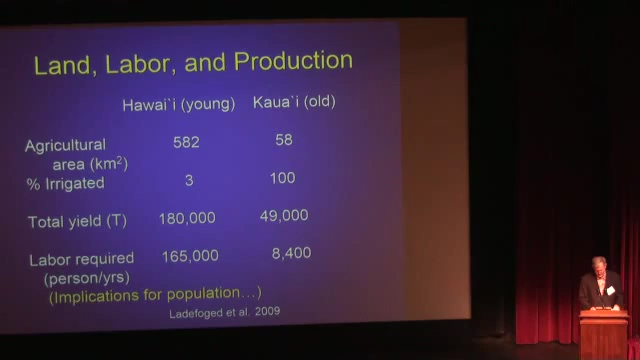 Land, Labor, and Production
Hawai`i (young) Kaua`i (old)
Agricultural 582 58
area (km²)
% Irrigated 3 100
Total yield (T) 180,000 49,000
Labor required 165,000 8,400
(person/yrs)
(Implications for population…)
Ladefoged et al. 2009